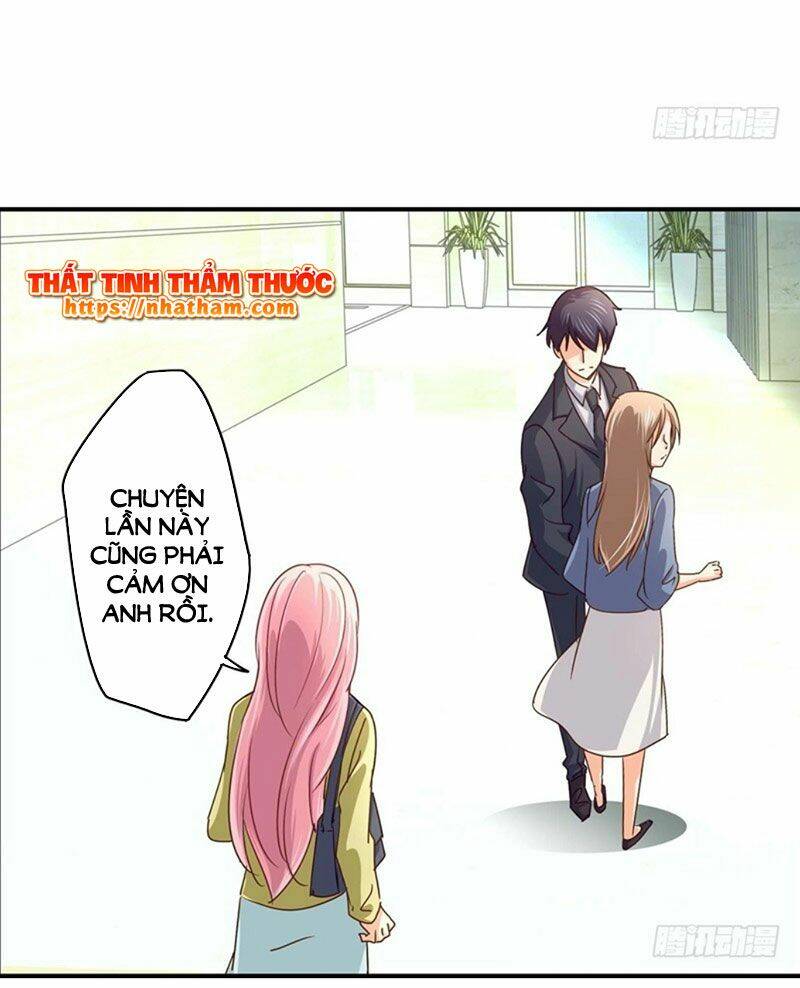 腾讯动漫
THẤT TINH THẨM THƯỚC
https://nhatham.com
CHUYỆN
LẦN NÀY
CŨNG PHẢI
CẢM ƠN
ANH RỒI.
腾讯动漫